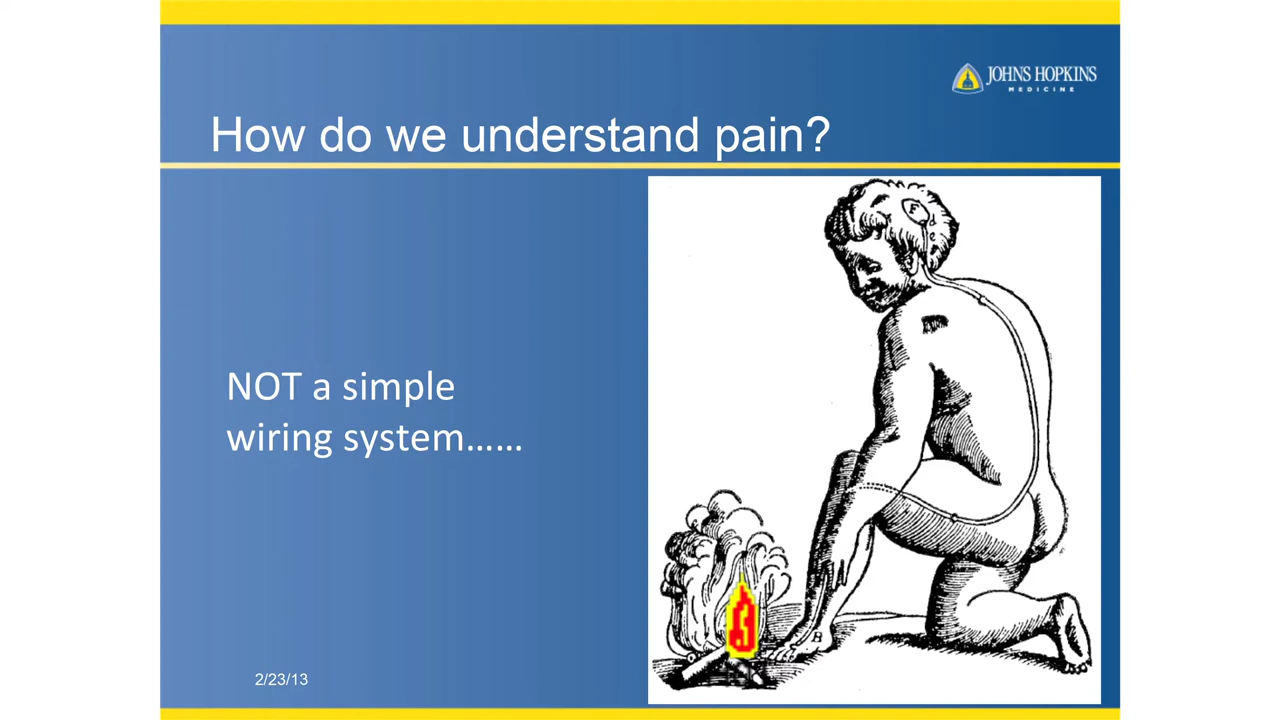 JOHNS HOPKINS
MEDICINE
How do we understand pain?
NOT a simple
wiring system……
F
B
2/23/13